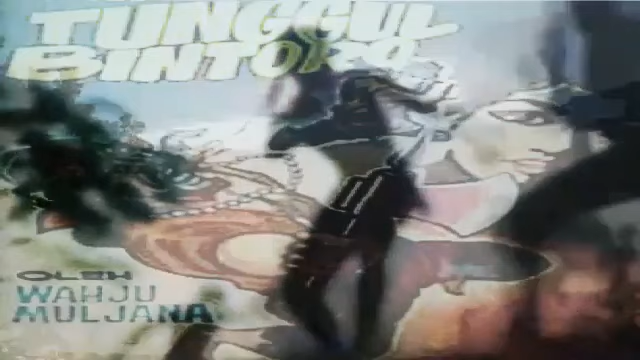 TUNGGUL
BINTORO
OLEH
WAHJU
MULJANA